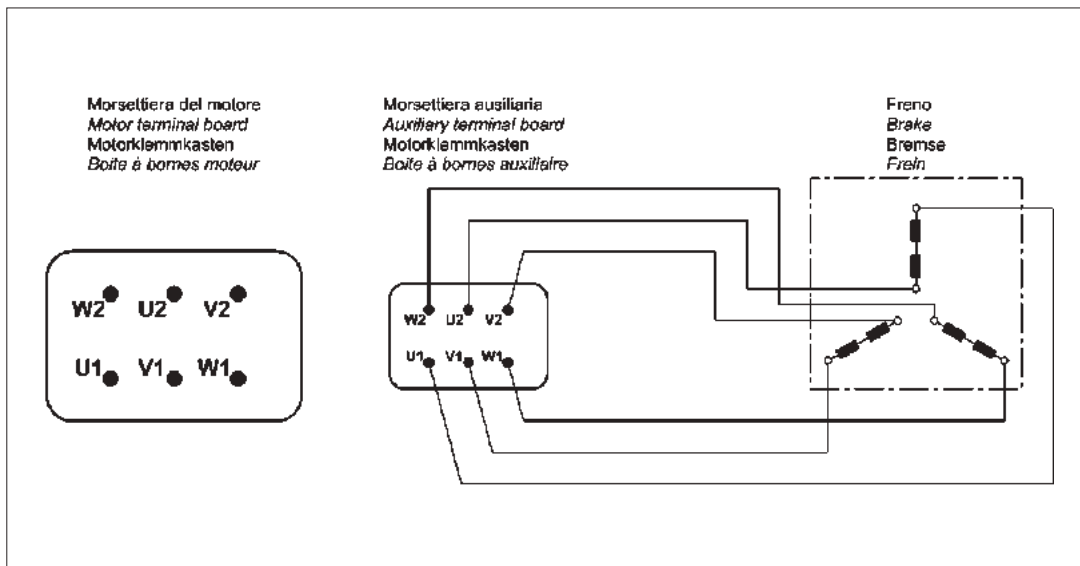 Morsettiera del motore
Motor terminal board
Motorklemmkasten
Boite à bornes moteur
Morsettiera ausiliaria
Auxiliary terminal board
Motorklemmkasten
Boite à bornes auxiliaire
Freno
Brake
Bremse
Frein
W2 U2 V2
U1 V1 W1
W2 U2 V2
U1 V1 W1